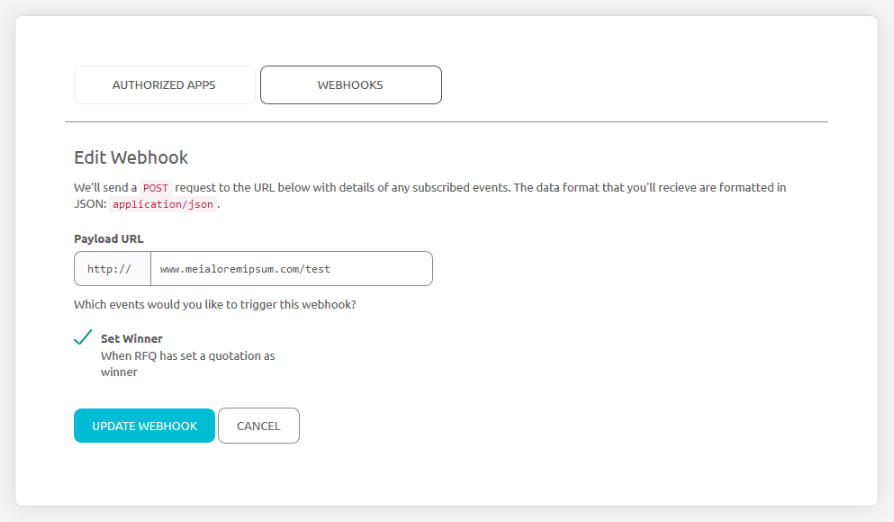 AUTHORIZED APPS
WEBHOOKS
Edit Webhook
We'll send a POST request to the URL below with details of any subscribed events. The data format that you'll recieve are formatted in
JSON: application/json.
Payload URL
http://
www.meialoremipsum.com/test
Which events would you like to trigger this webhook?
Set Winner
When RFQ has set a quotation as
winner
UPDATE WEBHOOK
CANCEL